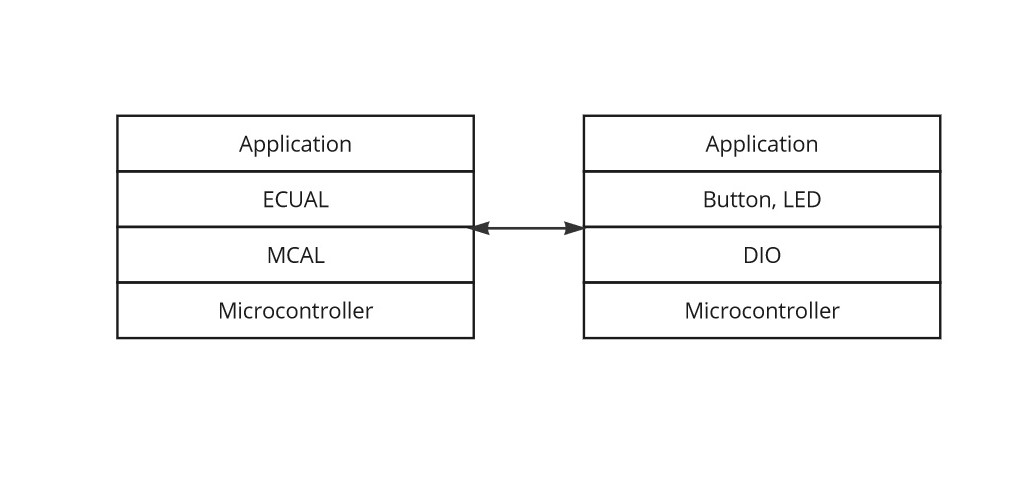 Application
ECUAL
MCAL
Microcontroller
Application
Button, LED
DIO
Microcontroller